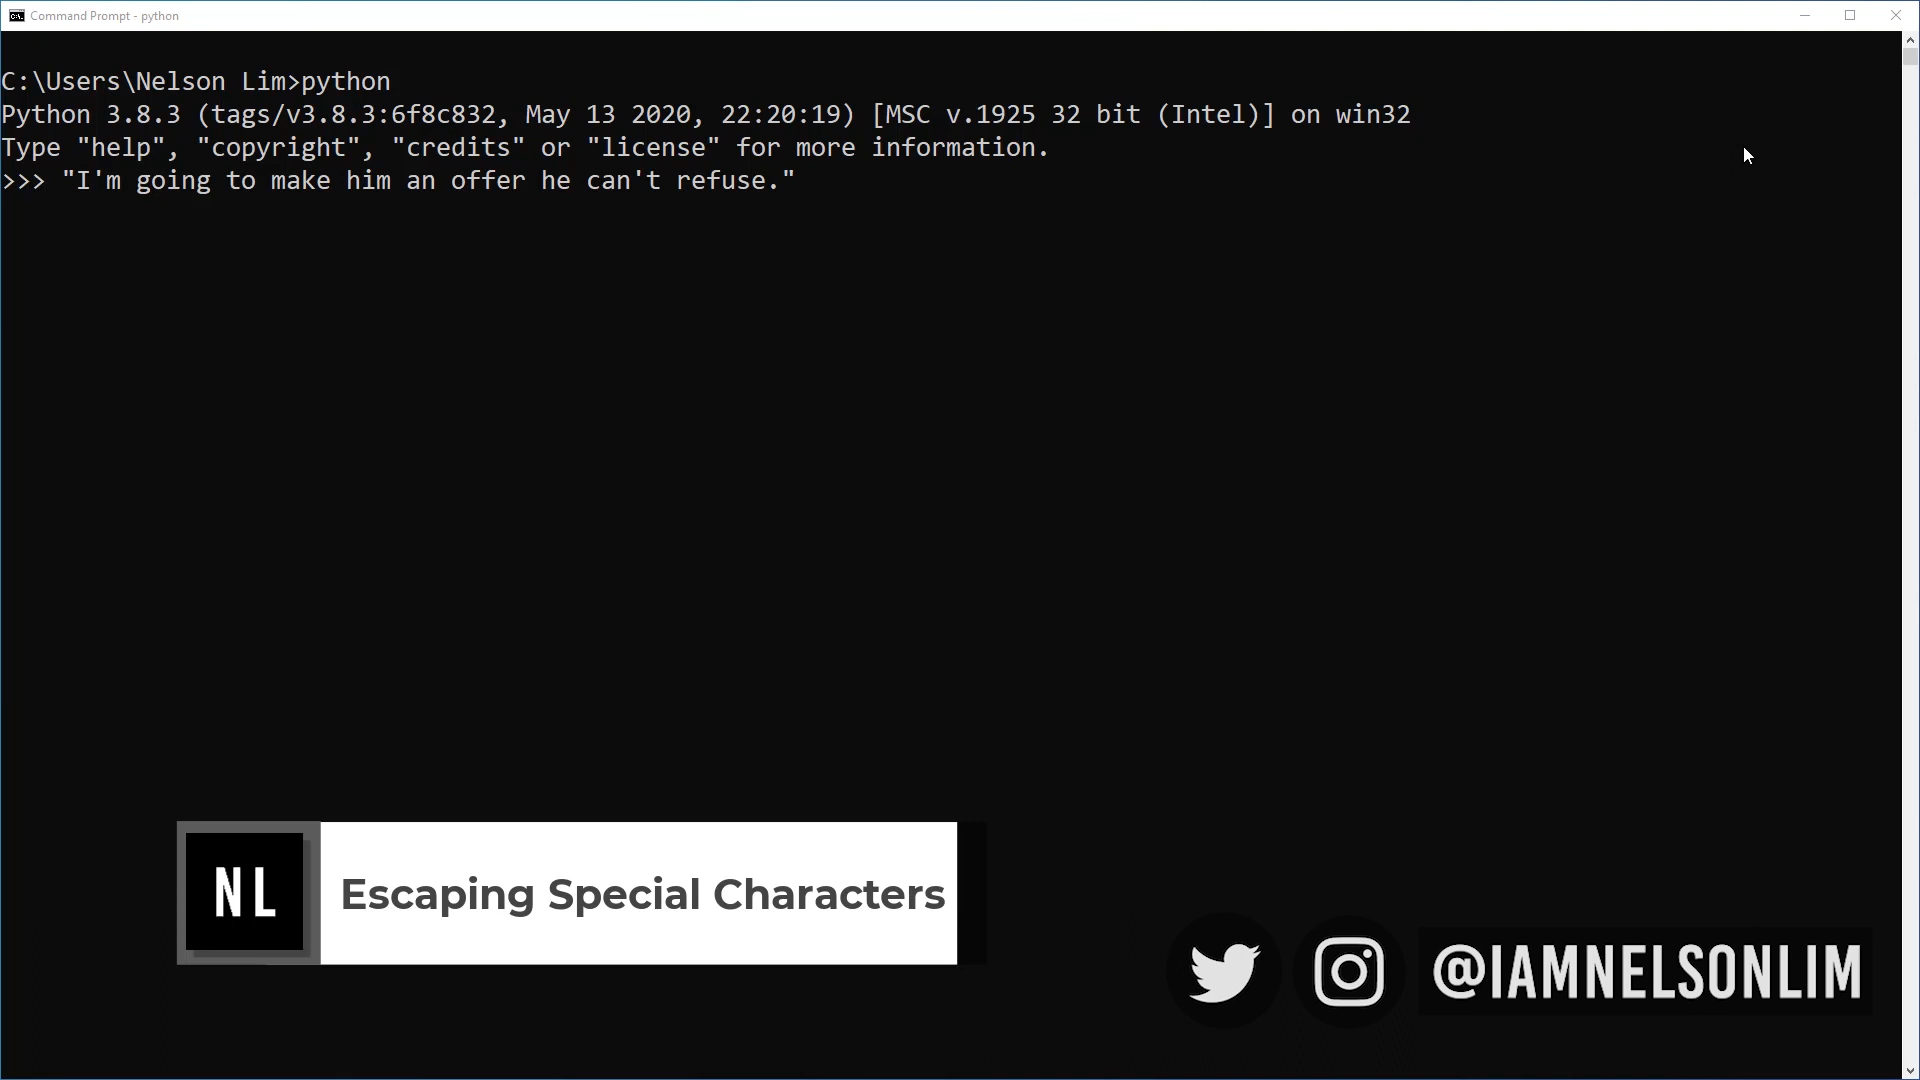 Command Prompt - python
C:\Users\Nelson Lim>python
Python 3.8.3 (tags/v3.8.3:6f8c832, May 13 2020, 22:20:19) [MSC v.1925 32 bit (Intel)] on win32
Type "help", "copyright", "credits" or "license" for more information.
>>> "I'm going to make him an offer he can't refuse."
NL
Escaping Special Characters
@IAMNELSONLIM